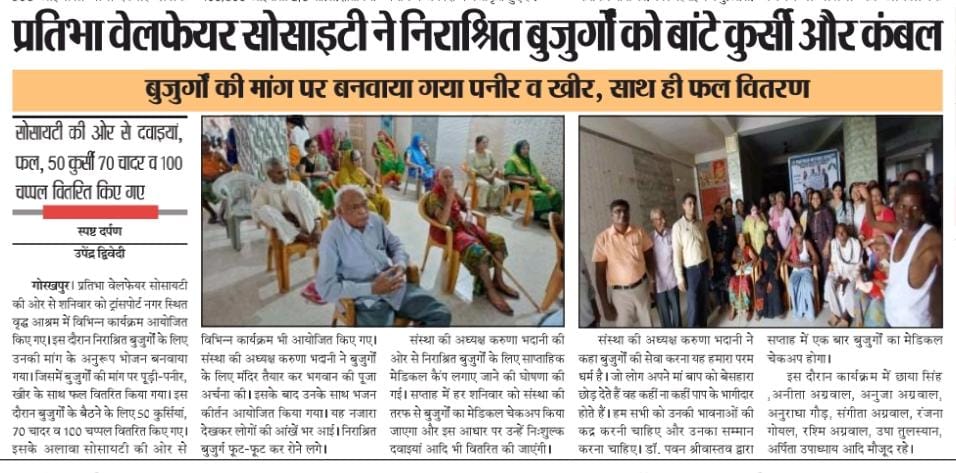 प्रतिभा वेलफेयर सोसाइटी ने निराश्रित बुजुर्गों को बांटे कुर्सी और कंबल
बुजुर्गों की मांग पर बनवाया गया पनीर व खीर, साथ ही फल वितरण
सोसायटी की ओर से दवाइयां,
फल, 50 कुर्सी 70 चादर व 100
चप्पल वितरित किए गए
स्पष्ट दर्पण
उपेंद्र द्विवेदी
गोरखपुर। प्रतिभा वेलफेयर सोसायटी
की ओर से शनिवार को ट्रांसपोर्ट नगर स्थित
वृद्ध आश्रम में विभिन्न कार्यक्रम आयोजित
किए गए। इस दौरान निराश्रित बुजुर्गों के लिए
उनकी मांग के अनुरूप भोजन बनवाया
गया। जिसमें बुजुर्गों की मांग पर पूड़ी-पनीर,
खीर के साथ फल वितरित किया गया। इस
दौरान बुजुर्गों के बैठने के लिए 50 कुर्सियां,
70 चादर व 100 चप्पल वितरित किए गए।
इसके अलावा सोसायटी की ओर से
विभिन्न कार्यक्रम भी आयोजित किए गए।
संस्था की अध्यक्ष करुणा भदानी ने बुजुर्गों
के लिए मंदिर तैयार कर भगवान की पूजा
अर्चना की। इसके बाद उनके साथ भजन
कीर्तन आयोजित किया गया। यह नजारा
देखकर लोगों की आंखें भर आई। निराश्रित
बुजुर्ग फूट-फूट कर रोने लगे।
संस्था की अध्यक्ष करुणा भदानी की
ओर से निराश्रित बुजुर्गों के लिए साप्ताहिक
मेडिकल कैंप लगाए जाने की घोषणा की
गई। सप्ताह में हर शनिवार को संस्था की
तरफ से बुजुर्गों का मेडिकल चेकअप किया
जाएगा और इस आधार पर उन्हें निःशुल्क
दवाइयां आदि भी वितरित की जाएंगी।
संस्था की अध्यक्ष करुणा भदानी ने
कहा बुजुर्गों की सेवा करना यह हमारा परम
धर्म है। जो लोग अपने मां बाप को बेसहारा
छोड़ देते हैं वह कहीं ना कहीं पाप के भागीदार
होते हैं। हम सभी को उनकी भावनाओं की
कद्र करनी चाहिए और उनका सम्मान
करना चाहिए। डॉ. पवन श्रीवास्तव द्वारा
सप्ताह में एक बार बुजुर्गों का मेडिकल
चेकअप होगा।
इस दौरान कार्यक्रम में छाया सिंह
,अनीता अग्रवाल, अनुजा अग्रवाल,
अनुराधा गौड़, संगीता अग्रवाल, रंजना
गोयल, रश्मि अग्रवाल, उषा तुलस्यान,
अर्पिता उपाध्याय आदि मौजूद रहे।